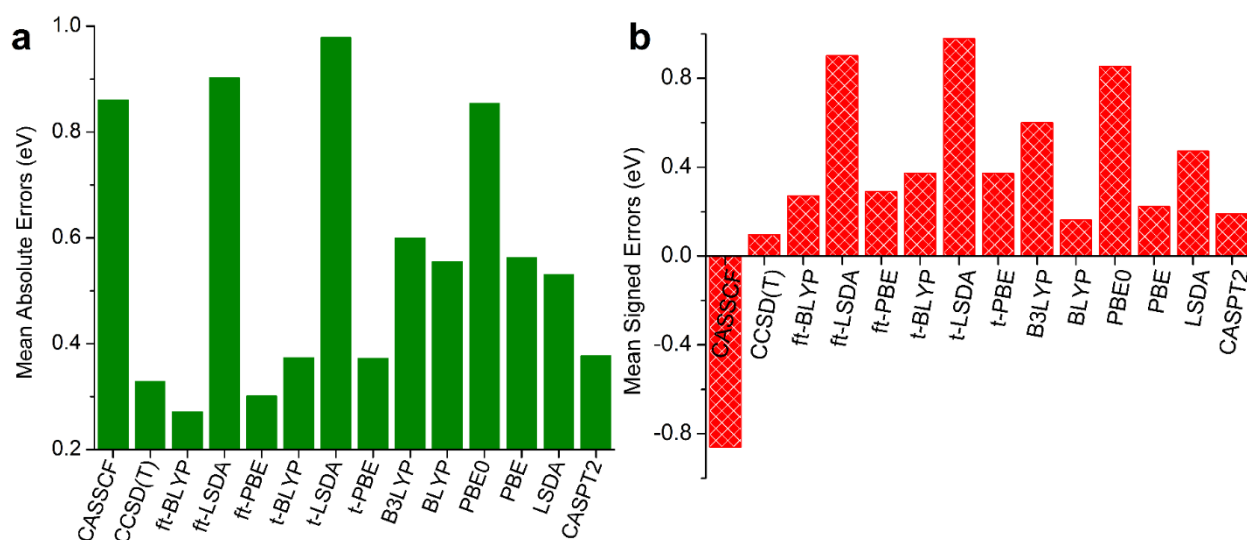 a
Mean Absolute Errors (eV)
1.0
0.8
0.6
0.4
0.2
CASSCF
CCSD(T)
ft-BLYP
ft-LSDA
ft-PBE
t-BLYP
t-LSDA
t-PBE
B3LYP
BLYP
PBE0
PBE
LSDA
CASPT2
b
Mean Signed Errors (eV)
0.8
0.4
0.0
-0.4
-0.8
CASSCF
CCSD(T)
ft-BLYP
ft-LSDA
ft-PBE
t-BLYP
t-LSDA
t-PBE
B3LYP
BLYP
PBE0
PBE
LSDA
CASPT2